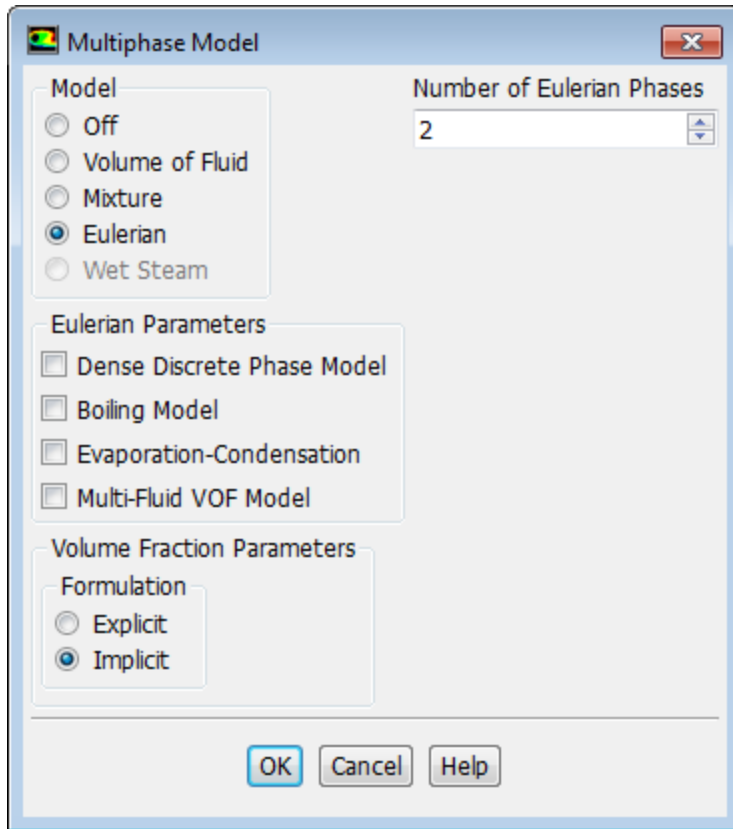 Multiphase Model
Model
Off
Volume of Fluid
Mixture
Eulerian
Wet Steam
Number of Eulerian Phases
2
Eulerian Parameters
Dense Discrete Phase Model
Boiling Model
Evaporation-Condensation
Multi-Fluid VOF Model
Volume Fraction Parameters
Formulation
Explicit
Implicit
OK Cancel Help